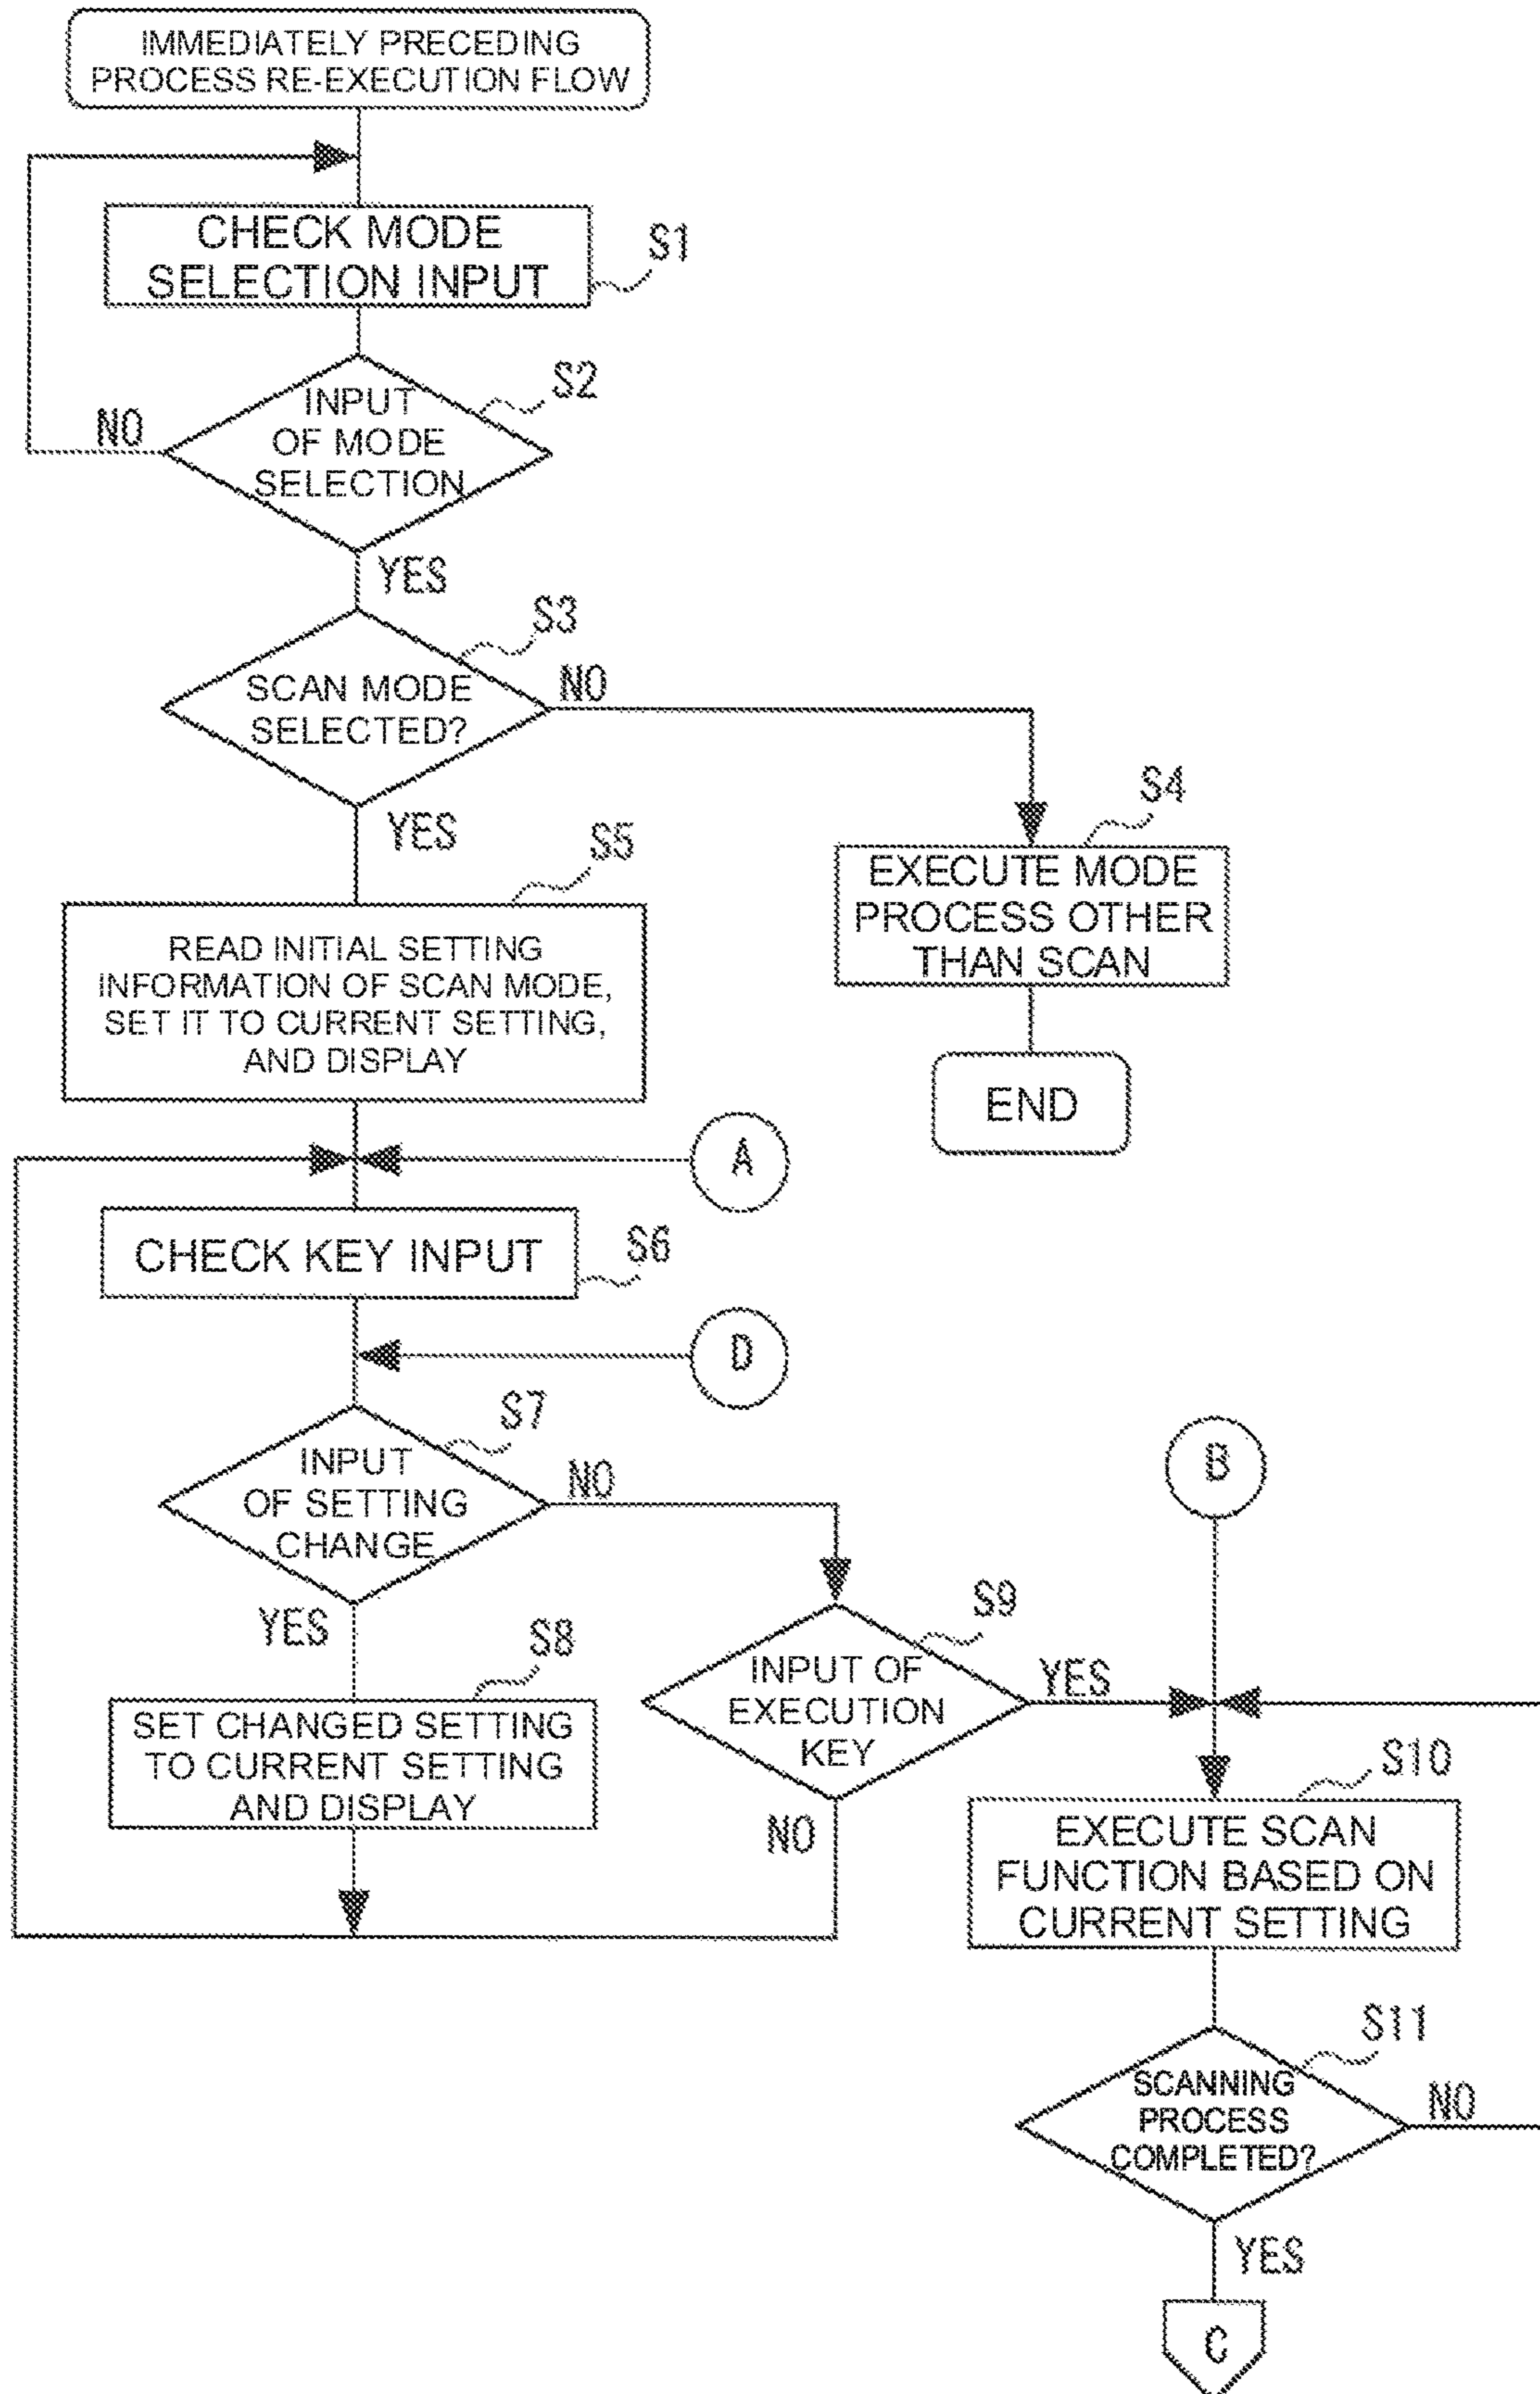 IMMEDIATELY PRECEDING
PROCESS RE-EXECUTION FLOW
CHECK MODE
SELECTION INPUT
S1
INPUT
OF MODE
SELECTION
S2
NO
YES
SCAN MODE
SELECTED?
S3
NO
YES
S4
EXECUTE MODE
PROCESS OTHER
THAN SCAN
END
S5
READ INITIAL SETTING
INFORMATION OF SCAN MODE,
SET IT TO CURRENT SETTING,
AND DISPLAY
A
CHECK KEY INPUT
S6
D
S7
INPUT
OF SETTING
CHANGE
NO
YES
B
S8
SET CHANGED SETTING
TO CURRENT SETTING
AND DISPLAY
S9
INPUT OF
EXECUTION
KEY
YES
NO
S10
EXECUTE SCAN
FUNCTION BASED ON
CURRENT SETTING
S11
SCANNING
PROCESS
COMPLETED?
NO
YES
C